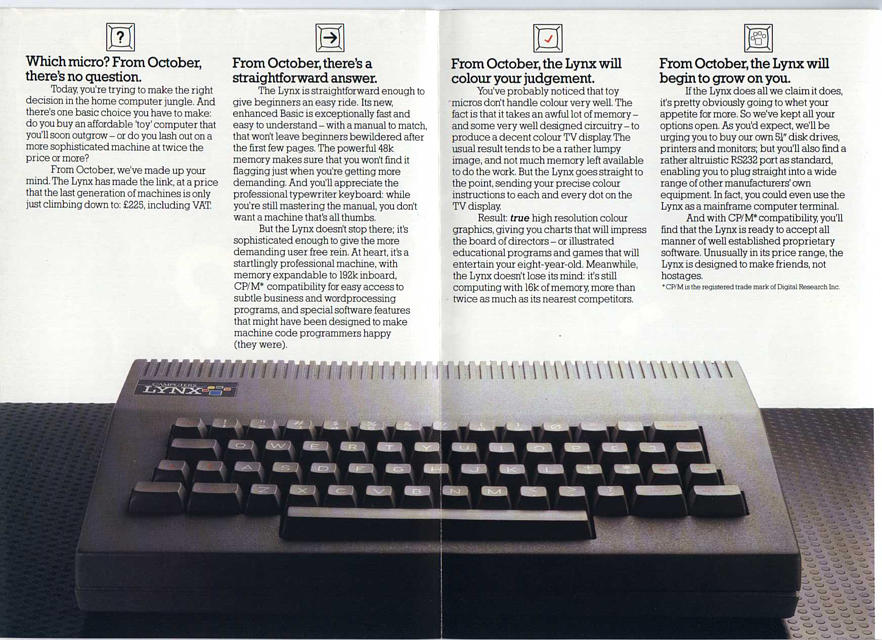 ?
Which micro? From October,
there's no question.
Today, you're trying to make the right
decision in the home computer jungle. And
there's one basic choice you have to make:
do you buy an affordable 'toy' computer that
you'll soon outgrow – or do you lash out on a
more sophisticated machine at twice the
price or more?
From October, we've made up your
mind. The Lynx has made the link, at a price
that the last generation of machines is only
just climbing down to: £225, including VAT.
From October, there's a
straightforward answer.
The Lynx is straightforward enough to
give beginners an easy ride. Its new,
enhanced Basic is exceptionally fast and
easy to understand – with a manual to match,
that won't leave beginners bewildered after
the first few pages. The powerful 48k
memory makes sure that you won't find it
flagging just when you're getting more
demanding. And you'll appreciate the
professional typewriter keyboard: while
you're still mastering the manual, you don't
want a machine that's all thumbs.
But the Lynx doesn't stop there; it's
sophisticated enough to give the more
demanding user free rein. At heart, it's a
startlingly professional machine, with
memory expandable to 192k inboard,
CP/M* compatibility for easy access to
subtle business and wordprocessing
programs, and special software features
that might have been designed to make
machine code programmers happy
(they were).
From October, the Lynx will
colour your judgement.
You've probably noticed that toy
micros don't handle colour very well. The
fact is that it takes an awful lot of memory –
and some very well designed circuitry – to
produce a decent colour TV display. The
usual result tends to be a rather lumpy
image, and not much memory left available
to do the work. But the Lynx goes straight to
the point, sending your precise colour
instructions to each and every dot on the
TV display.
Result: true high resolution colour
graphics, giving you charts that will impress
the board of directors – or illustrated
educational programs and games that will
entertain your eight-year-old. Meanwhile,
the Lynx doesn't lose its mind: it's still
computing with 16k of memory, more than
twice as much as its nearest competitors.
From October, the Lynx will
begin to grow on you.
If the Lynx does all we claim it does,
it's pretty obviously going to whet your
appetite for more. So we've kept all your
options open. As you'd expect, we'll be
urging you to buy our own 5¼" disk drives,
printers and monitors; but you'll also find a
rather altruistic RS232 port as standard,
enabling you to plug straight into a wide
range of other manufacturers' own
equipment. In fact, you could even use the
Lynx as a mainframe computer terminal.
And with CP/M* compatibility, you'll
find that the Lynx is ready to accept all
manner of well established proprietary
software. Unusually in its price range, the
Lynx is designed to make friends, not
hostages.
*CP/M is the registered trade mark of Digital Research Inc.
CAMPUTERS
LYNX
Q W E R T Y U I O P
A S D F G H J K L
Z X C V B N M